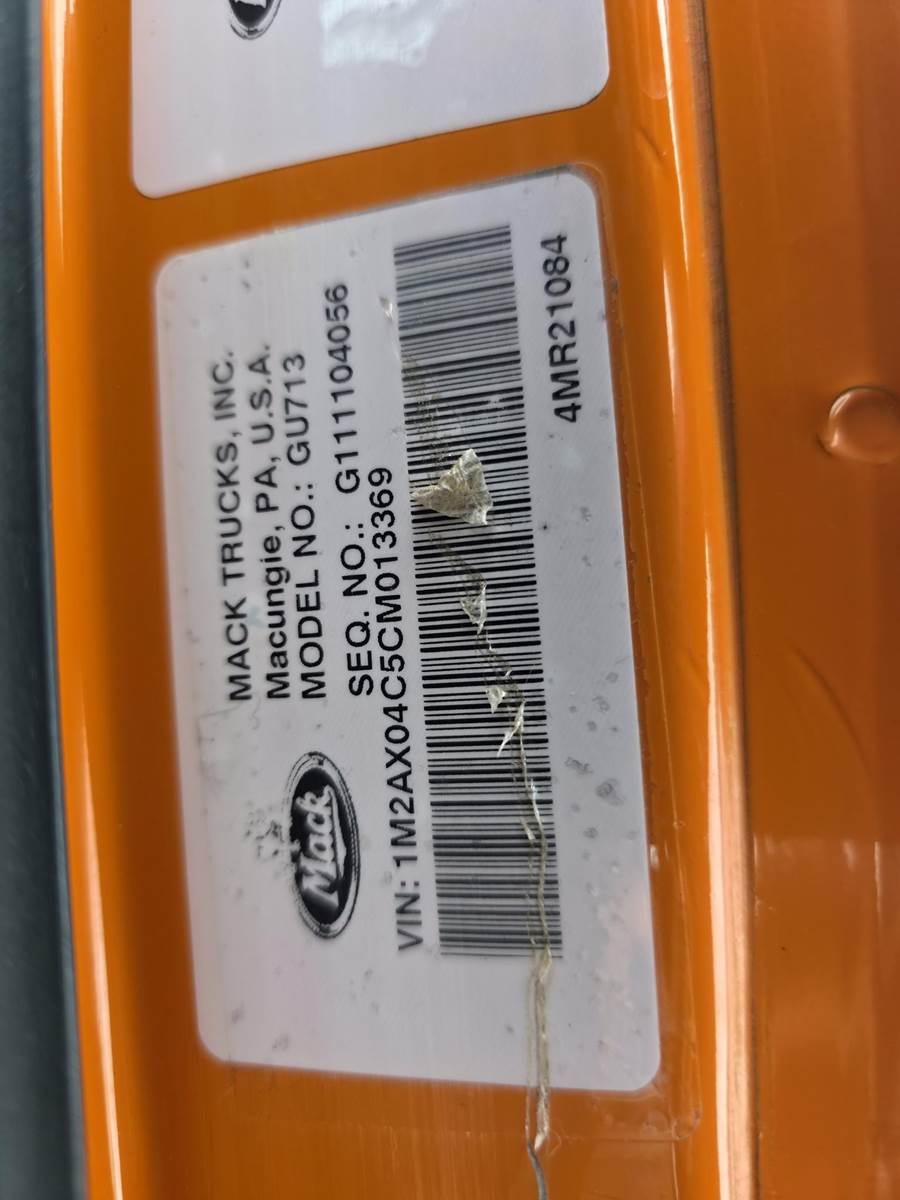 MACK TRUCKS, INC.
Macungie, PA, U.S.A.
MODEL NO.: GU713
SEQ. NO.: G111104056
Mack
VIN: 1M2AX04C5CM013369
4MR21084